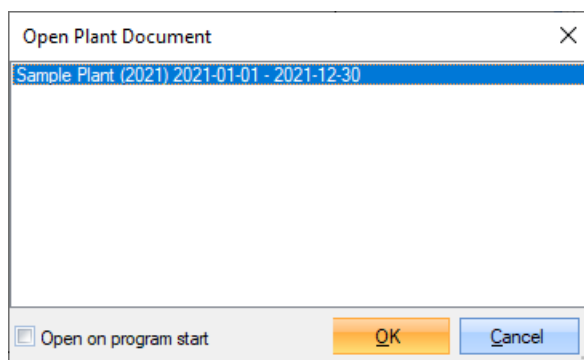 Open Plant Document
Sample Plant (2021) 2021-01-01 - 2021-12-30
Open on program start
OK
Cancel